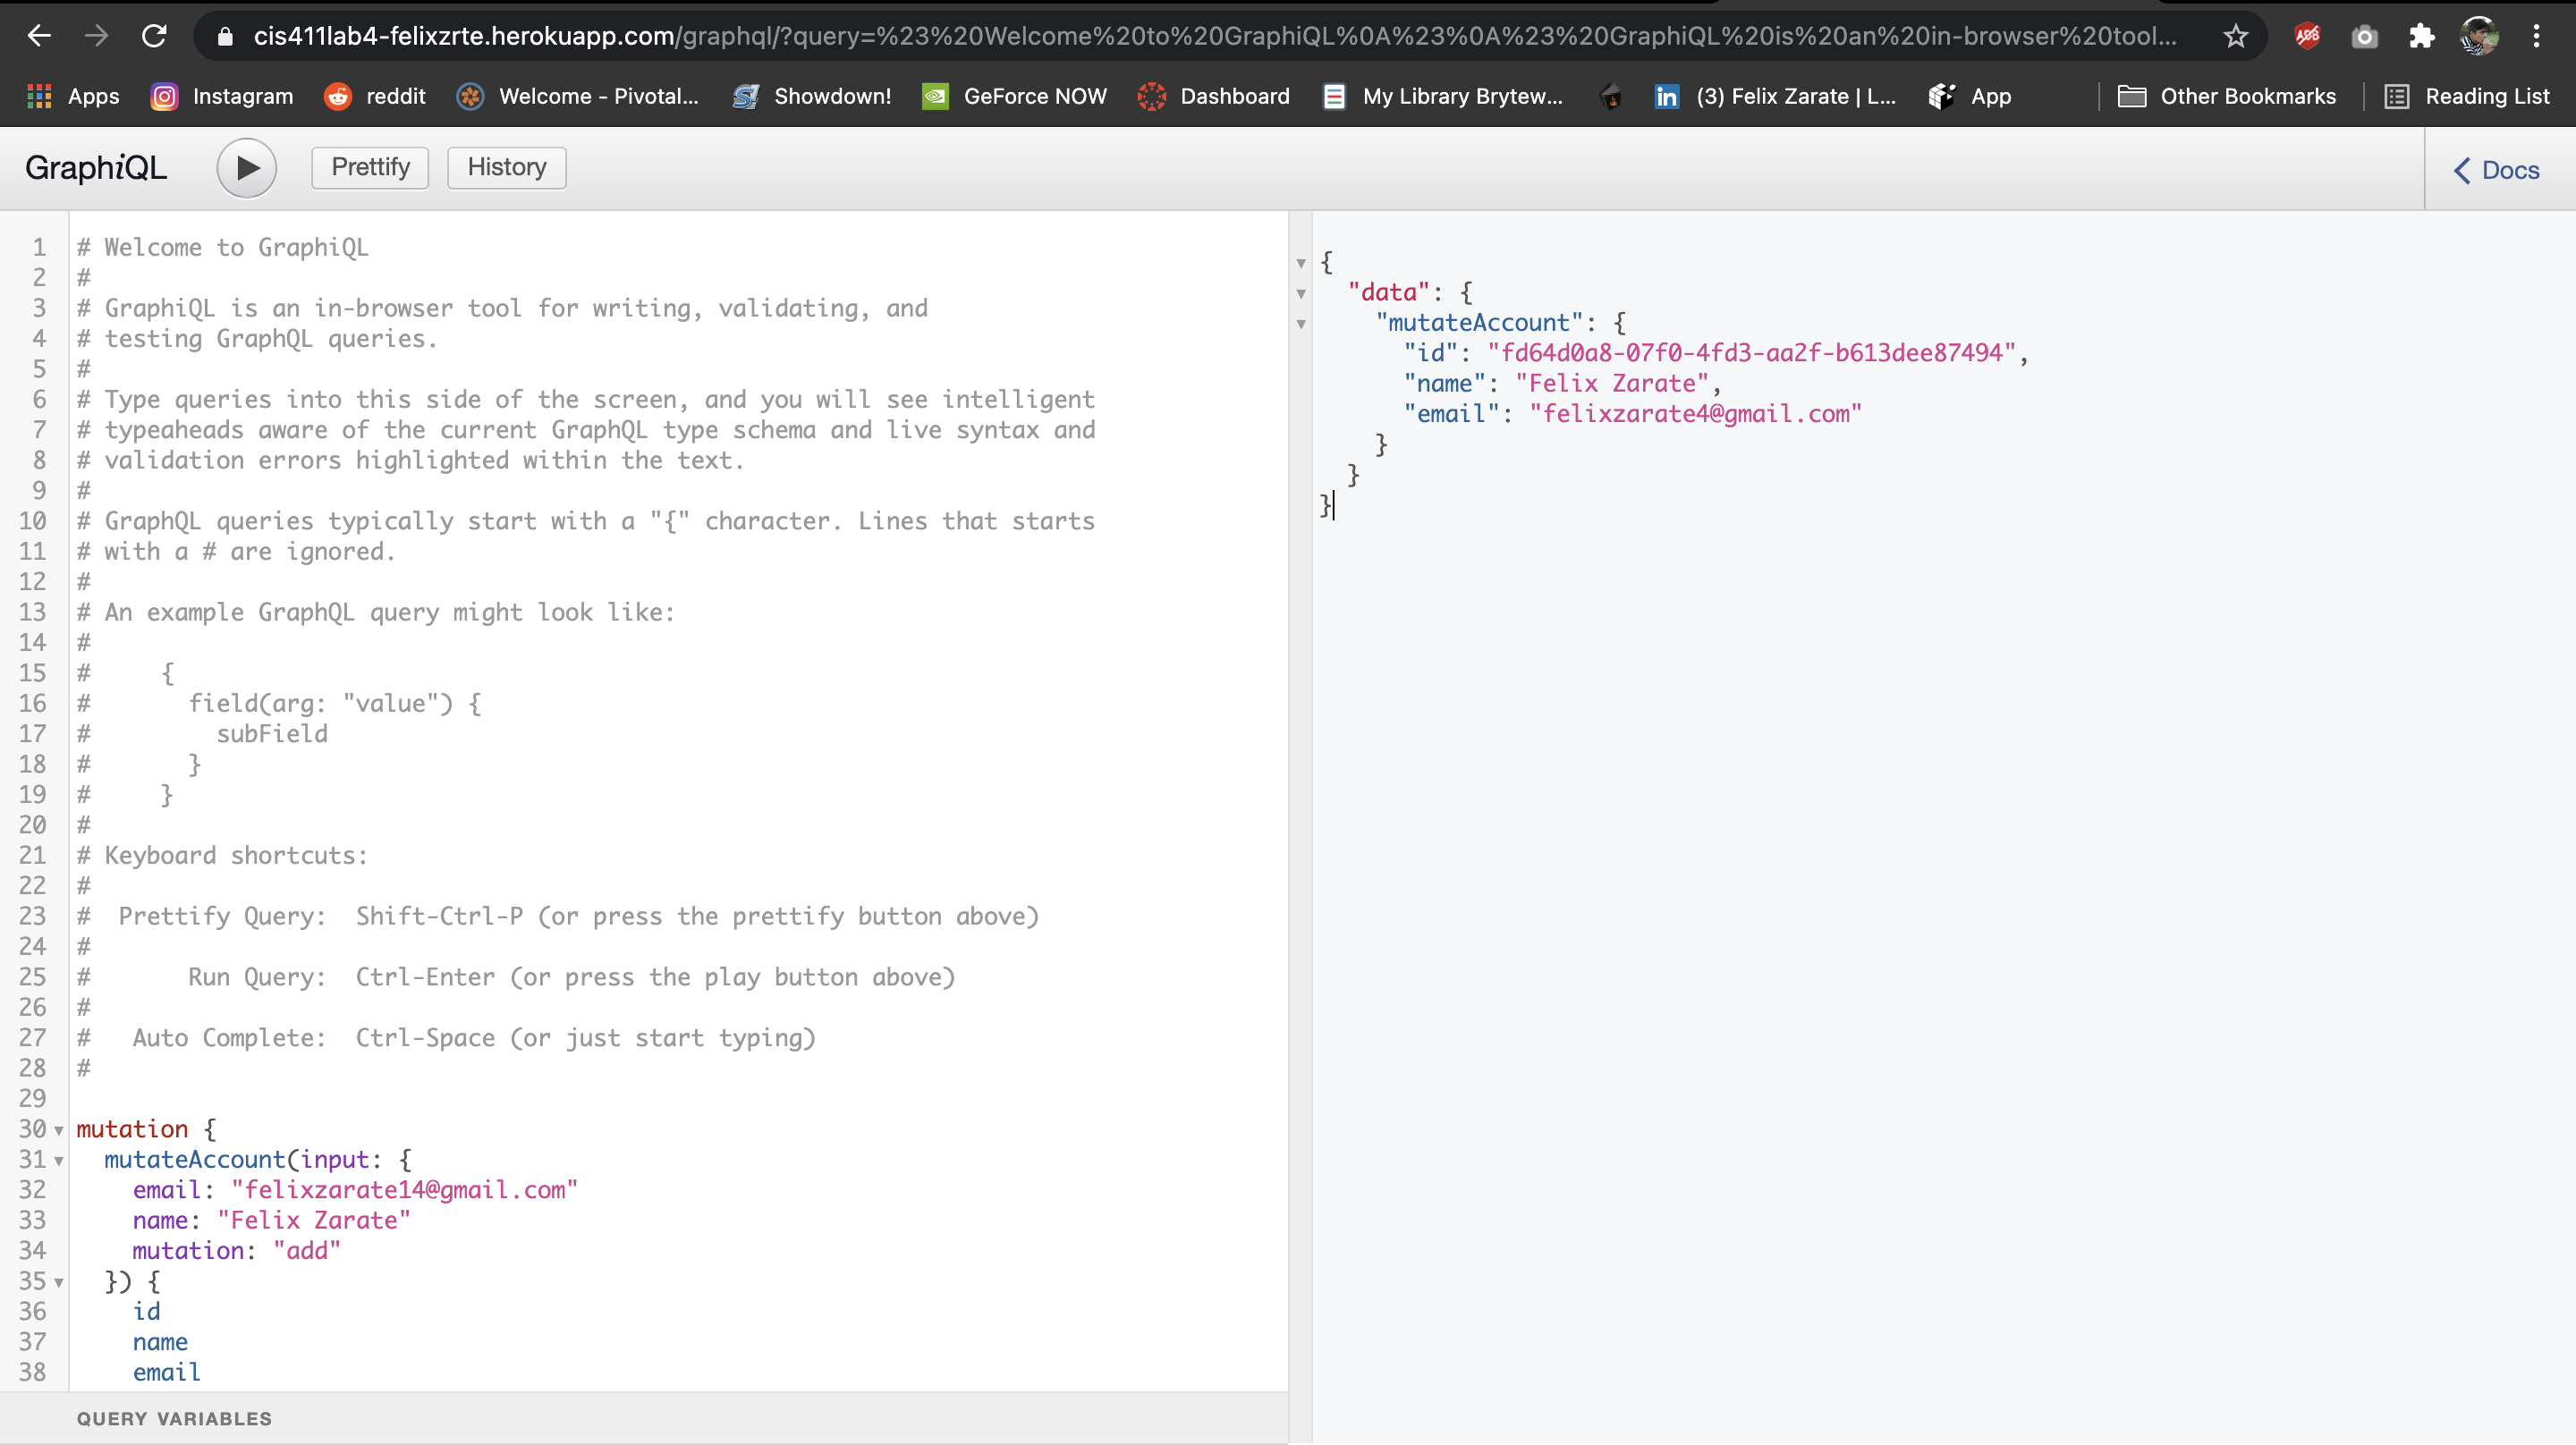 cis411lab4-felixzrte.herokuapp.com/graphql/?query=%23%20Welcome%20to%20GraphiQL%0A%23%0A%23%20GraphiQL%20is%20an%20in-browser%20tool...
ABP
Apps Instagram reddit Welcome - Pivotal... Showdown! GeForce NOW Dashboard My Library Brytew... in (3) Felix Zarate | L... App Other Bookmarks Reading List
GraphiQL Prettify History Docs
1 # Welcome to GraphiQL
2 #
3 # GraphiQL is an in-browser tool for writing, validating, and
4 # testing GraphQL queries.
5 #
6 # Type queries into this side of the screen, and you will see intelligent
7 # typeaheads aware of the current GraphQL type schema and live syntax and
8 # validation errors highlighted within the text.
9 #
10 # GraphQL queries typically start with a "{" character. Lines that starts
11 # with a # are ignored.
12 #
13 # An example GraphQL query might look like:
14 #
15 #     {
16 #       field(arg: "value") {
17 #         subField
18 #       }
19 #     }
20 #
21 # Keyboard shortcuts:
22 #
23 #  Prettify Query:  Shift-Ctrl-P (or press the prettify button above)
24 #
25 #       Run Query:  Ctrl-Enter (or press the play button above)
26 #
27 #   Auto Complete:  Ctrl-Space (or just start typing)
28 #
29
30 mutation {
31   mutateAccount(input: {
32     email: "felixzarate14@gmail.com"
33     name: "Felix Zarate"
34     mutation: "add"
35   }) {
36     id
37     name
38     email
QUERY VARIABLES
{
  "data": {
    "mutateAccount": {
      "id": "fd64d0a8-07f0-4fd3-aa2f-b613dee87494",
      "name": "Felix Zarate",
      "email": "felixzarate4@gmail.com"
    }
  }
}